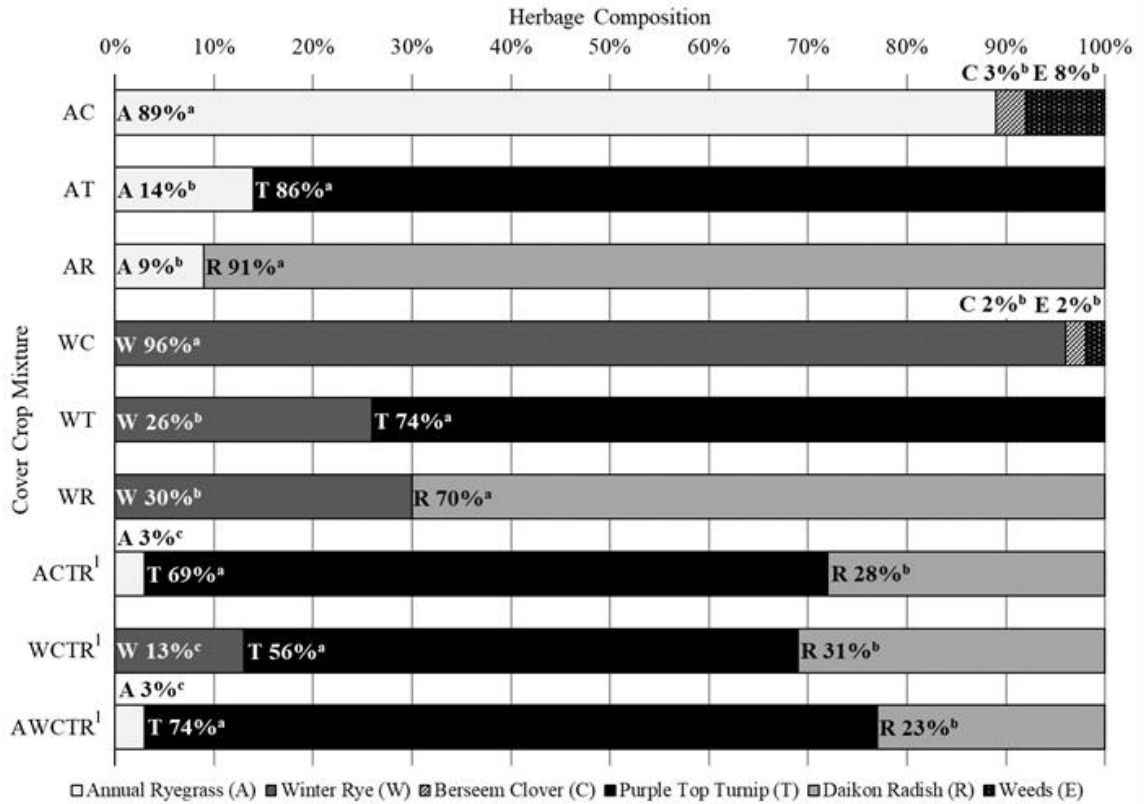 Herbage Composition
0% 10% 20% 30% 40% 50% 60% 70% 80% 90% 100%
C 3%ᵇ E 8%ᵇ
AC A 89%ᵃ
AT A 14%ᵇ T 86%ᵃ
AR A 9%ᵇ R 91%ᵃ
C 2%ᵇ E 2%ᵇ
WC W 96%ᵃ
WT W 26%ᵇ T 74%ᵃ
WR W 30%ᵇ R 70%ᵃ
A 3%ᶜ
ACTR¹ T 69%ᵃ R 28%ᵇ
WCTR¹ W 13%ᶜ T 56%ᵃ R 31%ᵇ
A 3%ᶜ
AWCTR¹ T 74%ᵃ R 23%ᵇ
Cover Crop Mixture
Annual Ryegrass (A) Winter Rye (W) Berseem Clover (C) Purple Top Turnip (T) Daikon Radish (R) Weeds (E)